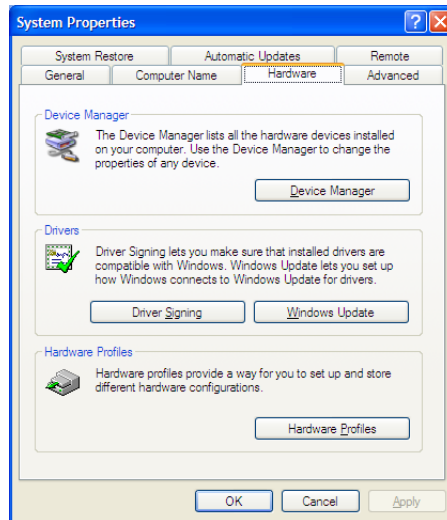 System Properties
System Restore Automatic Updates Remote
General Computer Name Hardware Advanced
Device Manager
The Device Manager lists all the hardware devices installed
on your computer. Use the Device Manager to change the
properties of any device.
Device Manager
Drivers
Driver Signing lets you make sure that installed drivers are
compatible with Windows. Windows Update lets you set up
how Windows connects to Windows Update for drivers.
Driver Signing Windows Update
Hardware Profiles
Hardware profiles provide a way for you to set up and store
different hardware configurations.
Hardware Profiles
OK Cancel Apply